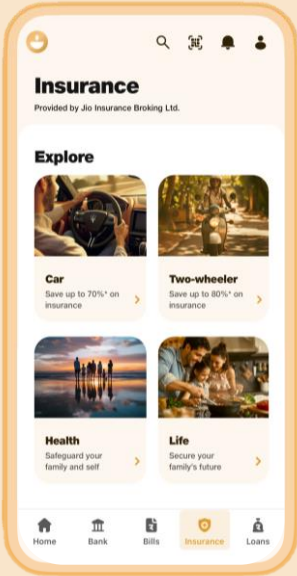 Insurance
Provided by Jio Insurance Broking Ltd.
Explore
Car
Save up to 70%* on
insurance
Two-wheeler
Save up to 80%* on
insurance
Health
Safeguard your
family and self
Life
Secure your
family's future
Home
Bank
Bills
Insurance
Loans